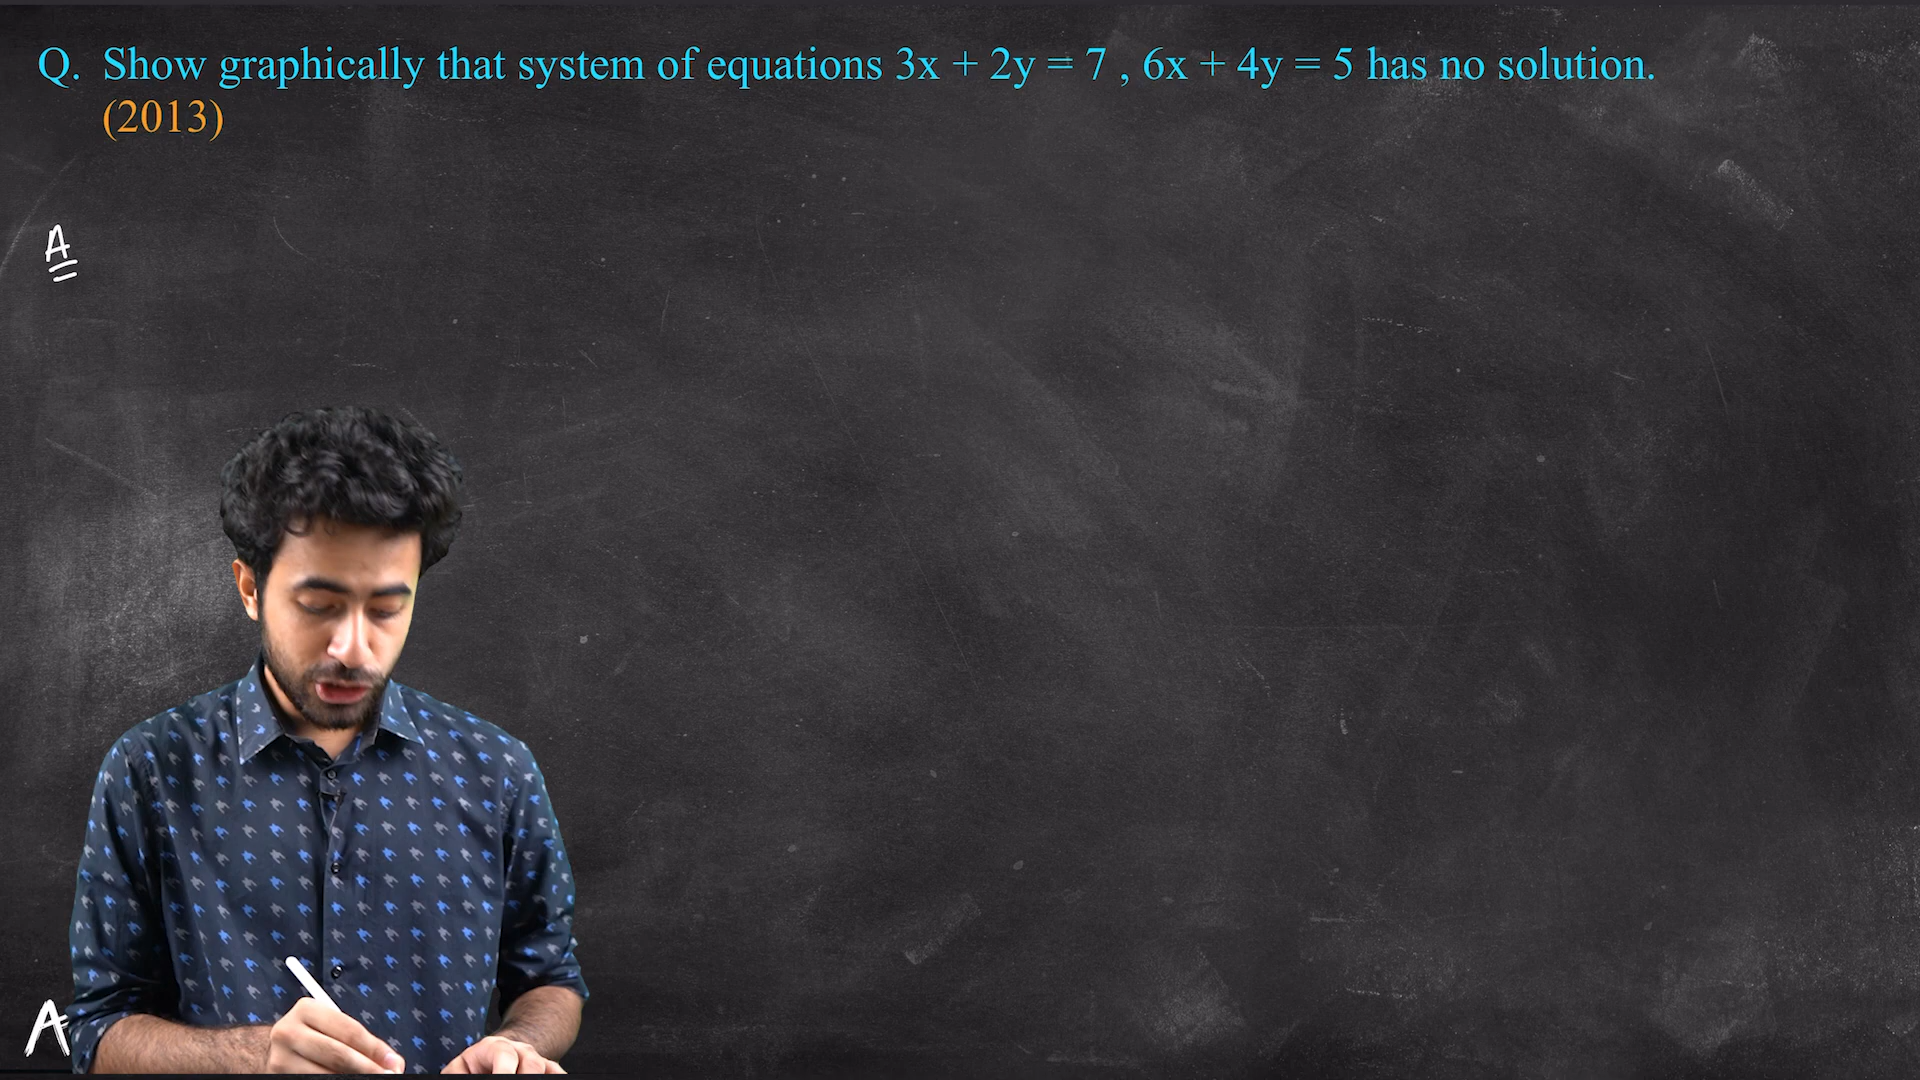 Q. Show graphically that system of equations 3x + 2y = 7 , 6x + 4y = 5 has no solution.
(2013)
A
A